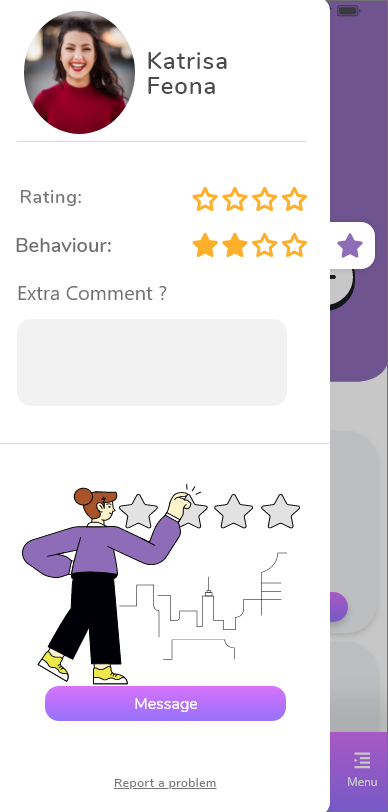 Katrisa
Feona
Rating:
Behaviour:
Extra Comment ?
Message
Report a problem
Menu